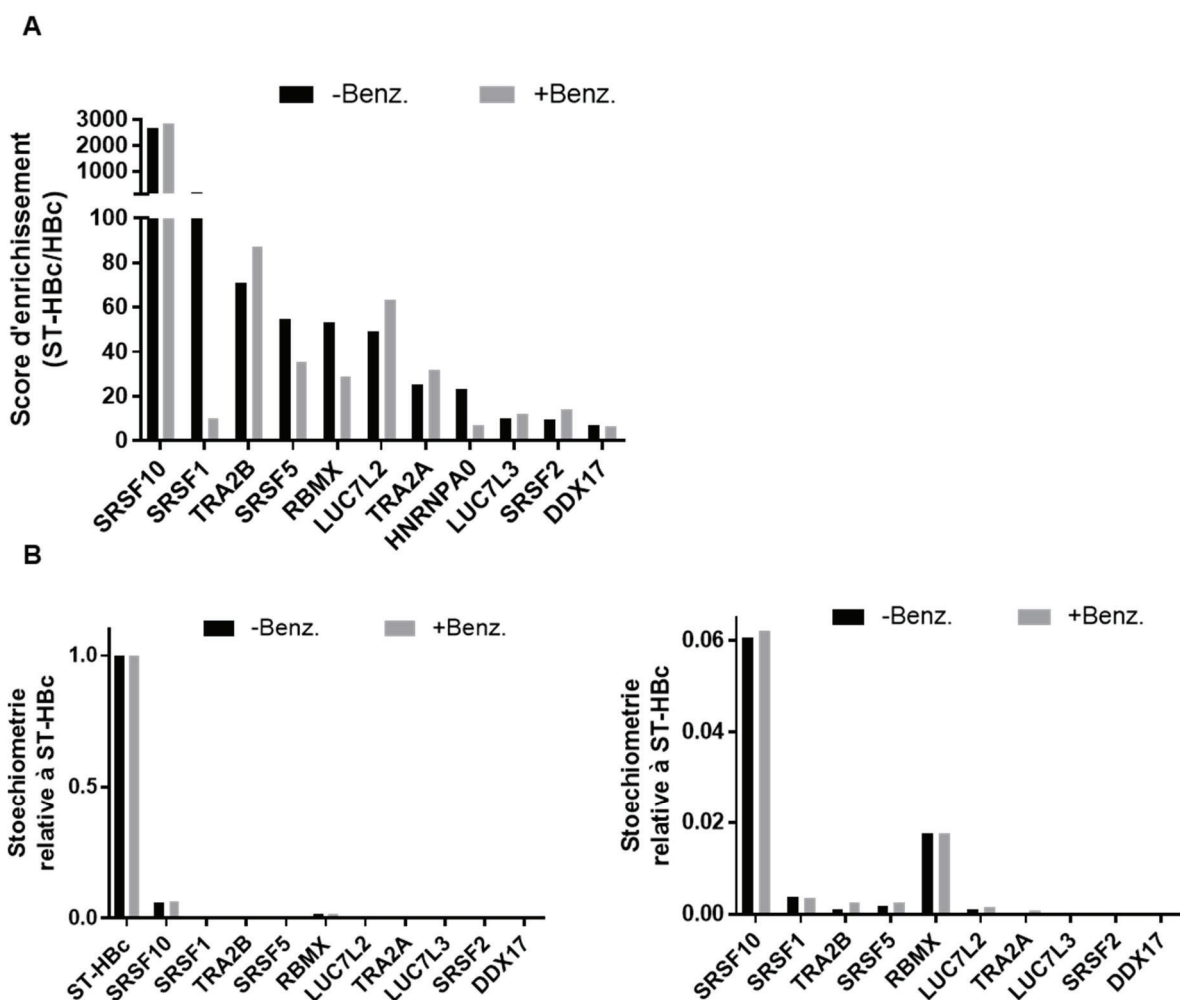 A
-Benz.
+Benz.
Score d'enrichissement
(ST-HBc/HBc)
3000
2000
1000
100
80
60
40
20
0
SRSF10
SRSF1
TRA2B
SRSF5
RBMX
LUC7L2
TRA2A
HNRNPA0
LUC7L3
SRSF2
DDX17
B
-Benz.
+Benz.
Stoechiometrie
relative à ST-HBc
1.0
0.5
0.0
ST-HBc
SRSF10
SRSF1
TRA2B
SRSF5
RBMX
LUC7L2
TRA2A
LUC7L3
SRSF2
DDX17
-Benz.
+Benz.
Stoechiometrie
relative à ST-HBc
0.06
0.04
0.02
0.00
SRSF10
SRSF1
TRA2B
SRSF5
RBMX
LUC7L2
TRA2A
LUC7L3
SRSF2
DDX17